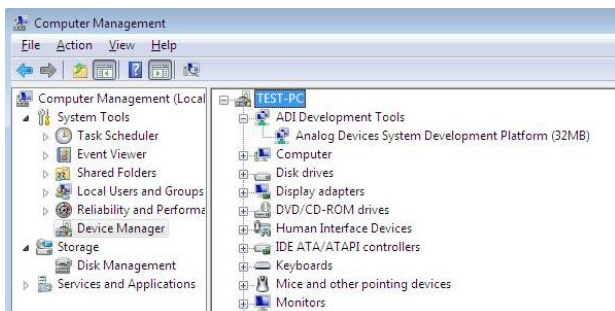 Computer Management
File Action View Help
Computer Management (Local
System Tools
Task Scheduler
Event Viewer
Shared Folders
Local Users and Groups
Reliability and Performa
Device Manager
Storage
Disk Management
Services and Applications
TEST-PC
ADI Development Tools
Analog Devices System Development Platform (32MB)
Computer
Disk drives
Display adapters
DVD/CD-ROM drives
Human Interface Devices
IDE ATA/ATAPI controllers
Keyboards
Mice and other pointing devices
Monitors